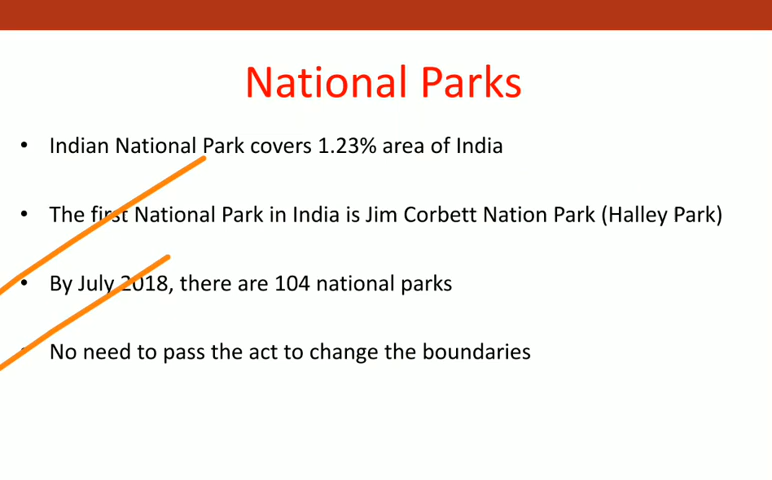 National Parks
• Indian National Park covers 1.23% area of India
• The first National Park in India is Jim Corbett Nation Park (Halley Park)
• By July 2018, there are 104 national parks
• No need to pass the act to change the boundaries